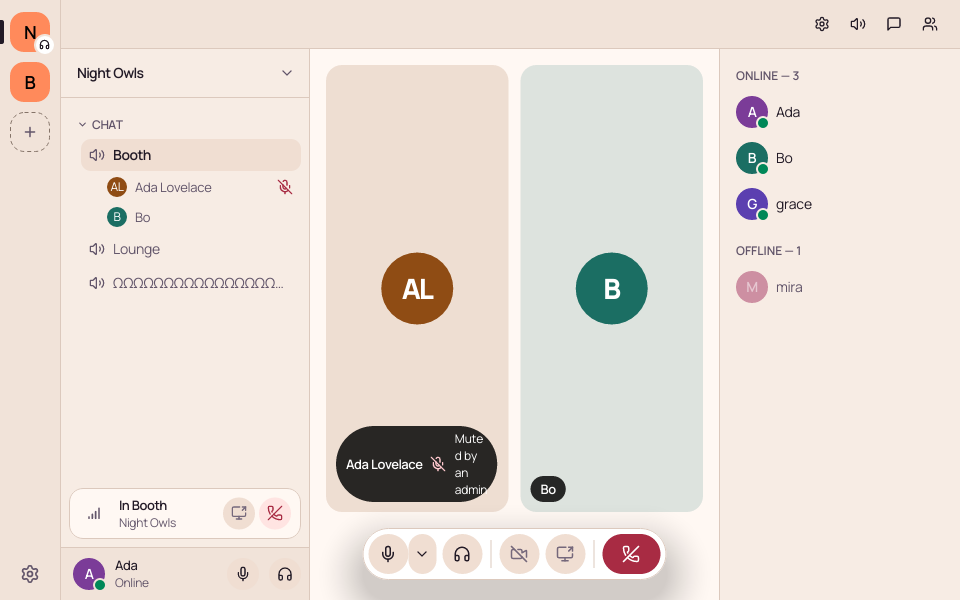 N
B
Night Owls
CHAT
Booth
AL Ada Lovelace
B Bo
Lounge
ΩΩΩΩΩΩΩΩΩΩΩΩΩΩΩ...
In Booth
Night Owls
A Ada
Online
AL
Ada Lovelace
Mute
d by
an
admin
B
Bo
ONLINE — 3
A Ada
B Bo
G grace
OFFLINE — 1
M mira